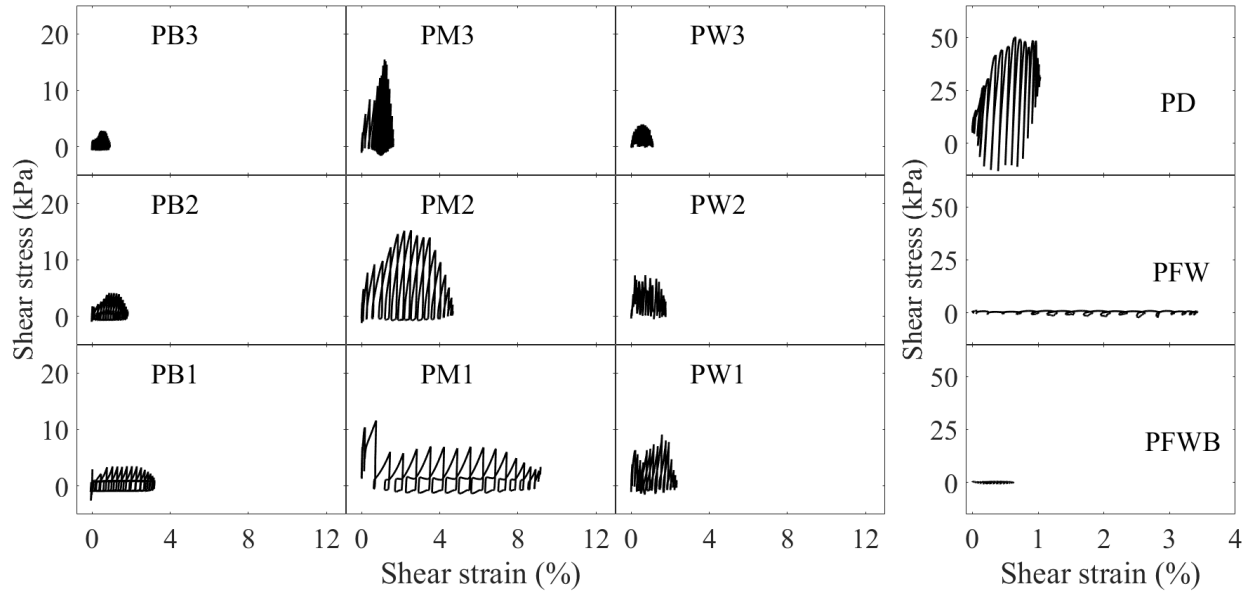 PB3 PM3 PW3
20
10
0
PB2 PM2 PW2
20
10
0
PB1 PM1 PW1
20
10
0
0 4 8 12 0 4 8 12 0 4 8 12
Shear stress (kPa)
Shear strain (%)
50
25
0
PD
50
25
0
PFW
50
25
0
PFWB
0 1 2 3 4
Shear stress (kPa)
Shear strain (%)